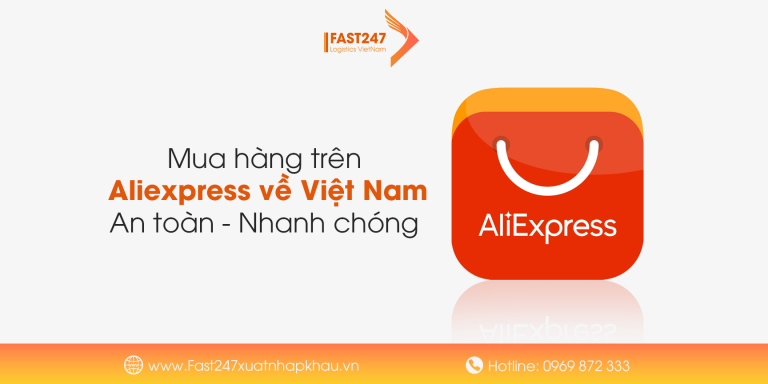 FAST247
Logistics VietNam
Mua hàng trên
Aliexpress về Việt Nam
An toàn - Nhanh chóng
AliExpress
www.Fast247xuatnhapkhau.vn
Hotline: 0969 872 333